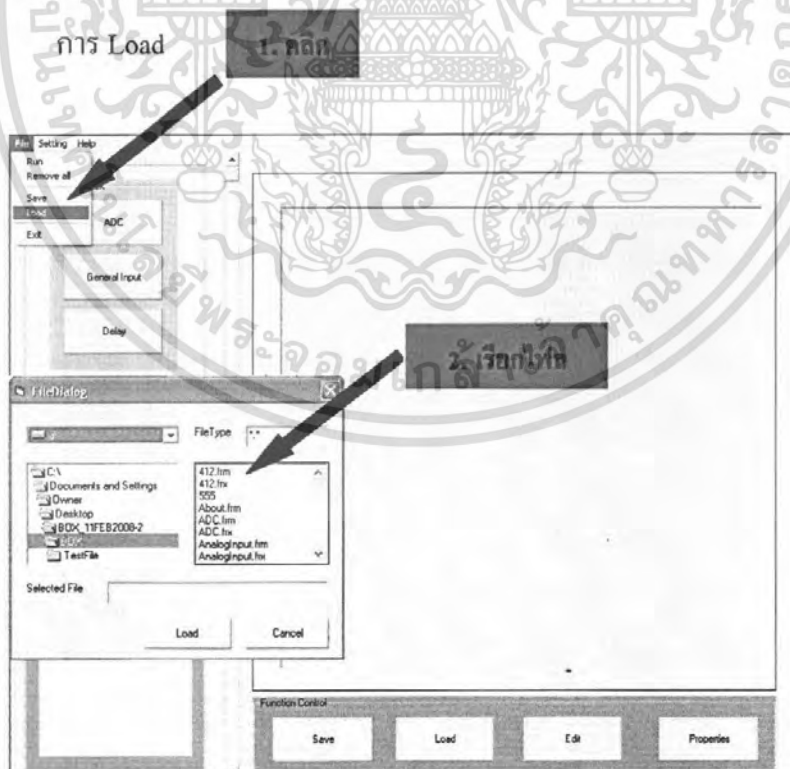 การ Load
1. คลิก
File Setting Help
Run
Remove all
Save
Load
Exit
ADC
General Input
Delay
2. เรียกไฟล์
FileDialog
FileType *.*
C:\
Documents and Settings
Owner
Desktop
BOX_11FEB2008-2
BOX
TestFile
412.frm
412.frx
555
About.frm
ADC.frm
ADC.frx
AnalogInput.frm
AnalogInput.frx
Selected File
Load Cancel
Function Control
Save Load Edit Properties